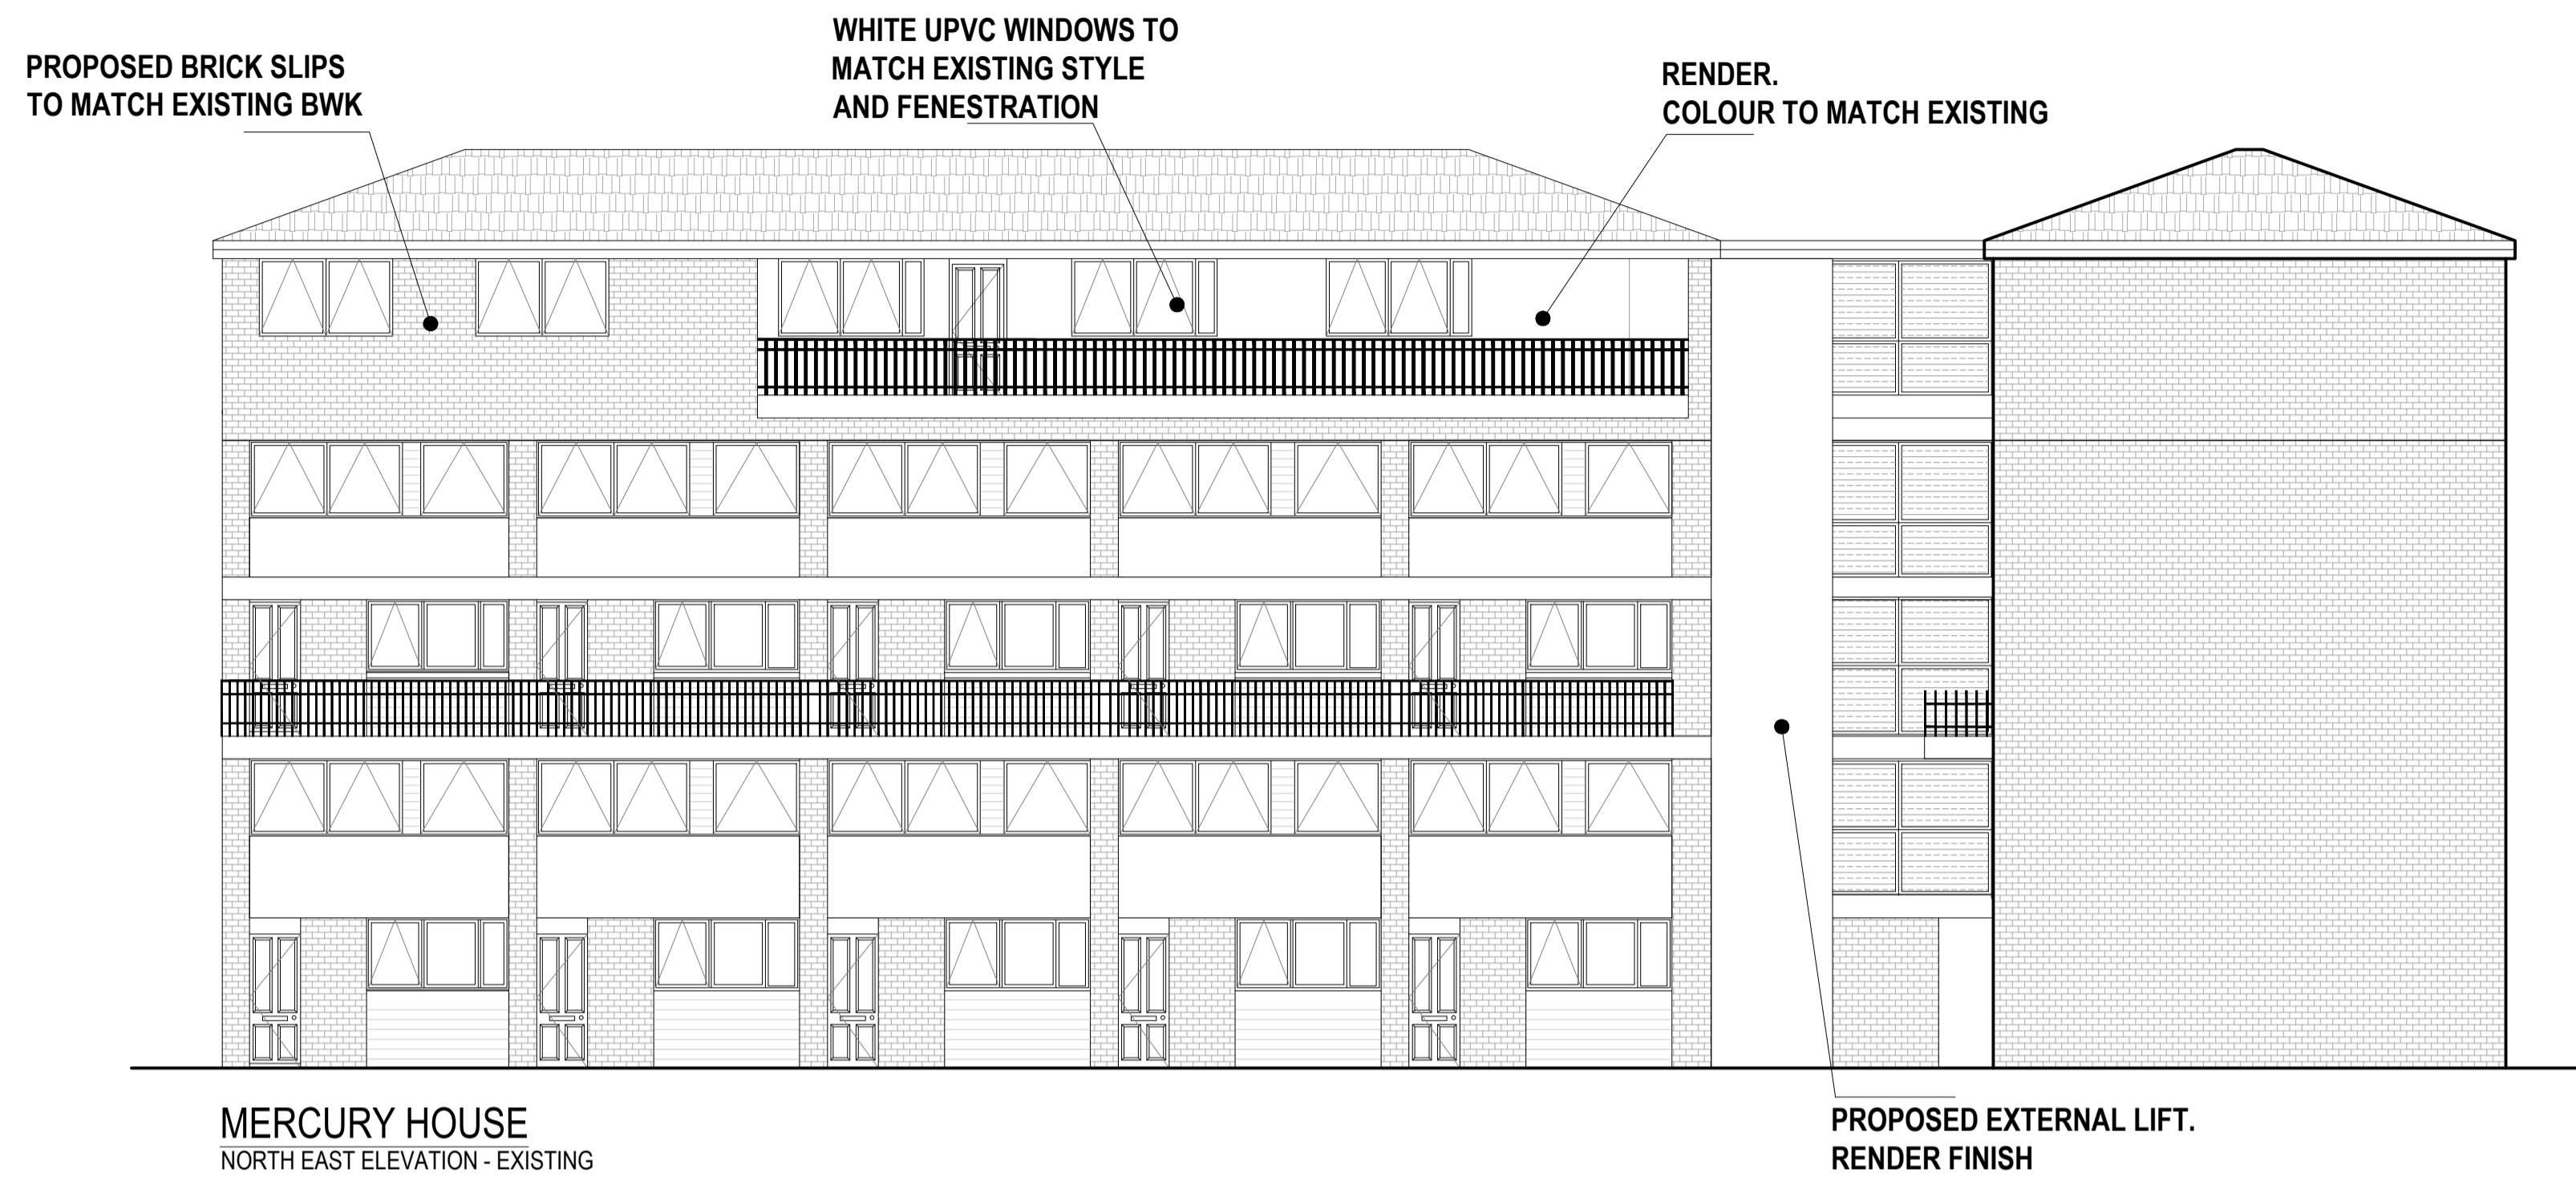 PROPOSED BRICK SLIPS
TO MATCH EXISTING BWK
WHITE UPVC WINDOWS TO
MATCH EXISTING STYLE
AND FENESTRATION
RENDER.
COLOUR TO MATCH EXISTING
MERCURY HOUSE
NORTH EAST ELEVATION - EXISTING
PROPOSED EXTERNAL LIFT.
RENDER FINISH